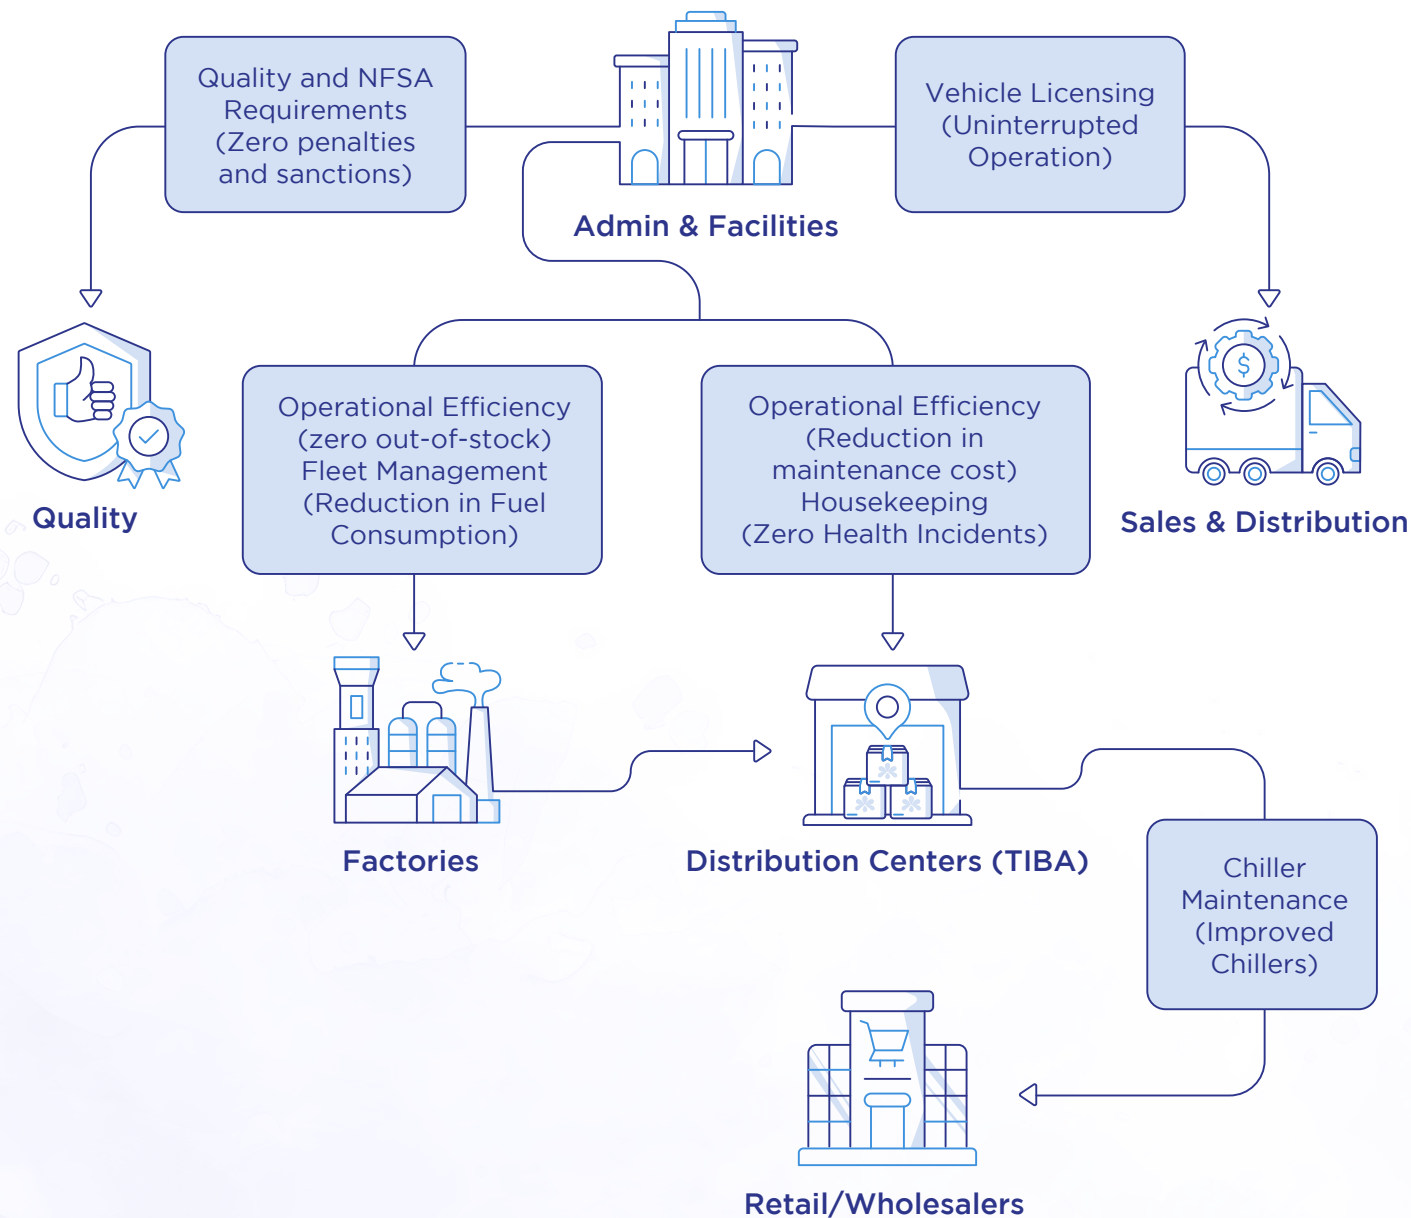 Quality and NFSA
Requirements
(Zero penalties
and sanctions)
Vehicle Licensing
(Uninterrupted
Operation)
Admin & Facilities
Operational Efficiency
(zero out-of-stock)
Fleet Management
(Reduction in Fuel
Consumption)
Operational Efficiency
(Reduction in
maintenance cost)
Housekeeping
(Zero Health Incidents)
$
Quality
Sales & Distribution
Factories
Distribution Centers (TIBA)
Chiller
Maintenance
(Improved
Chillers)
Retail/Wholesalers